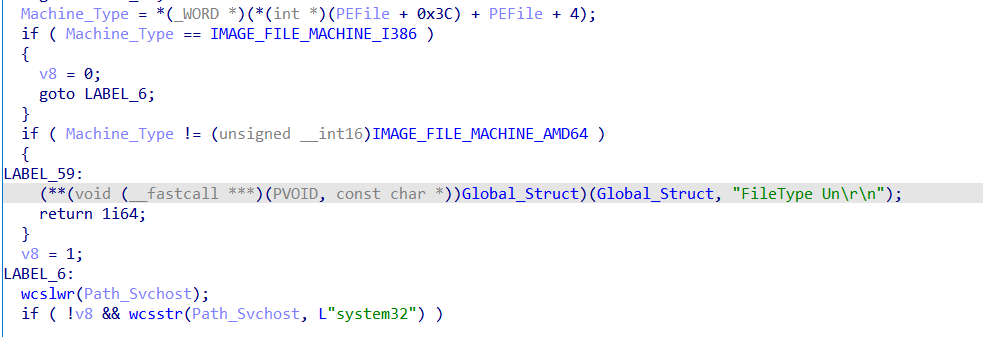 Machine_Type = *(_WORD *)(*(int *)(PEFile + 0x3C) + PEFile + 4);
if ( Machine_Type == IMAGE_FILE_MACHINE_I386 )
{
v8 = 0;
goto LABEL_6;
}
if ( Machine_Type != (unsigned __int16)IMAGE_FILE_MACHINE_AMD64 )
{
LABEL_59:
(**(void (__fastcall ***)(PVOID, const char *))Global_Struct)(Global_Struct, "FileType Un\r\n");
return 1i64;
}
v8 = 1;
LABEL_6:
wcslwr(Path_Svchost);
if ( !v8 && wcsstr(Path_Svchost, L"system32") )